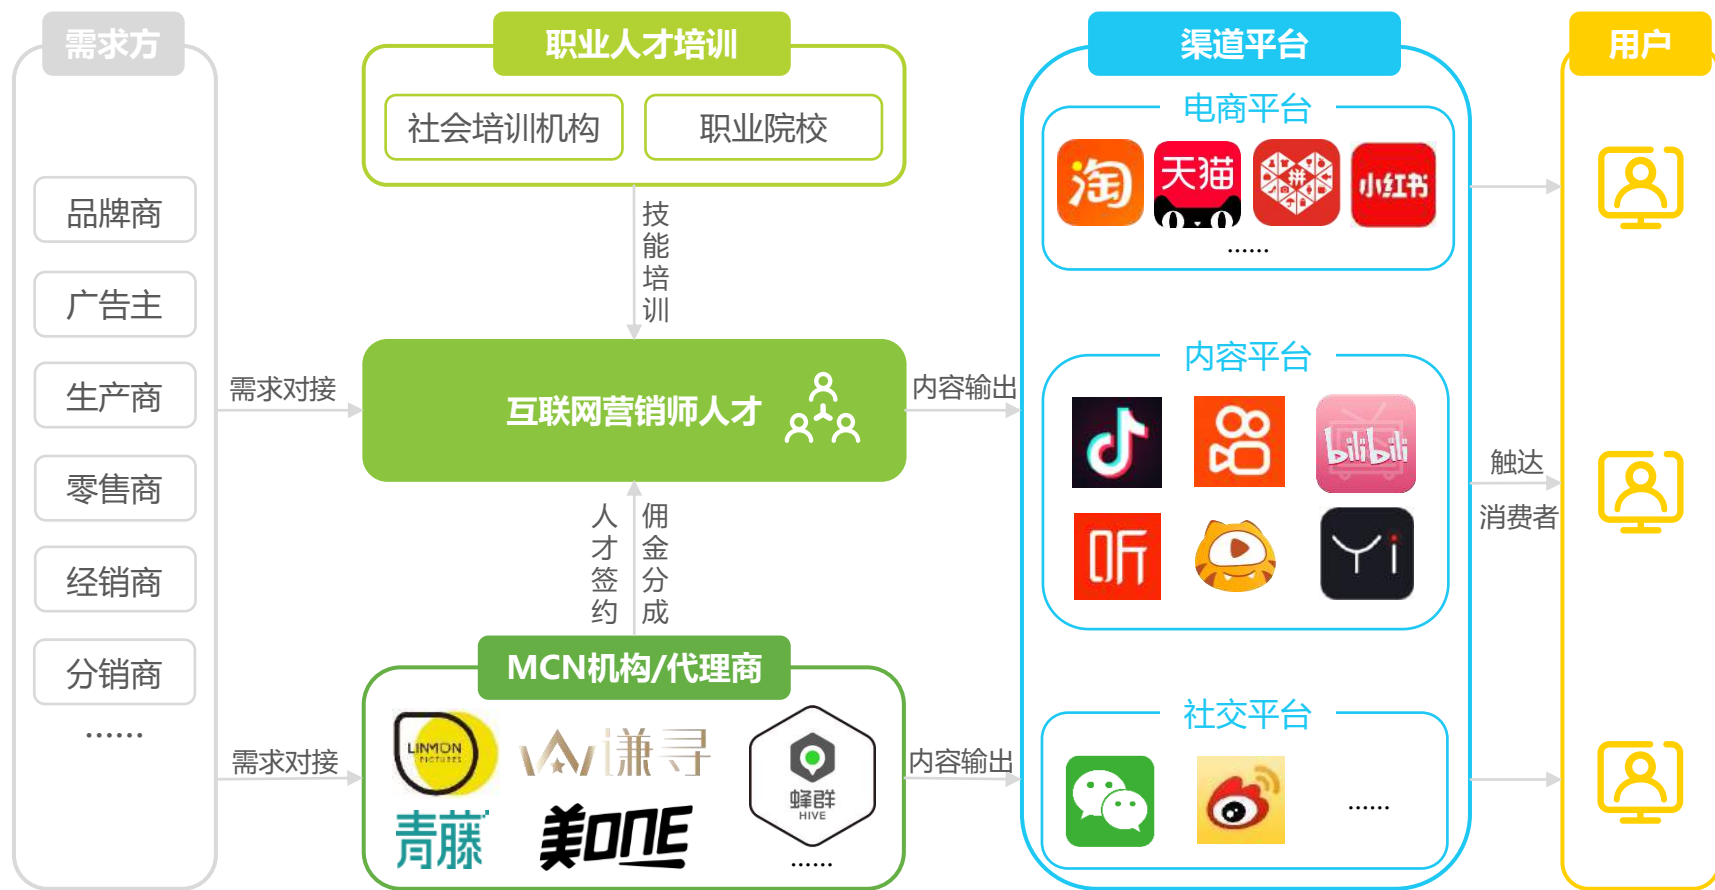 需求方
品牌商
广告主
生产商
零售商
经销商
分销商
......
需求对接
需求对接
职业人才培训
社会培训机构
职业院校
技能培训
互联网营销师人才
人才签约
佣金分成
MCN机构/代理商
LINMON
PICTURES
谦寻
蜂群
HIVE
青藤
美ONE
......
内容输出
内容输出
渠道平台
电商平台
淘
天猫
拼
小红书
......
内容平台
bilibili
听
Yi
社交平台
......
触达
消费者
用户